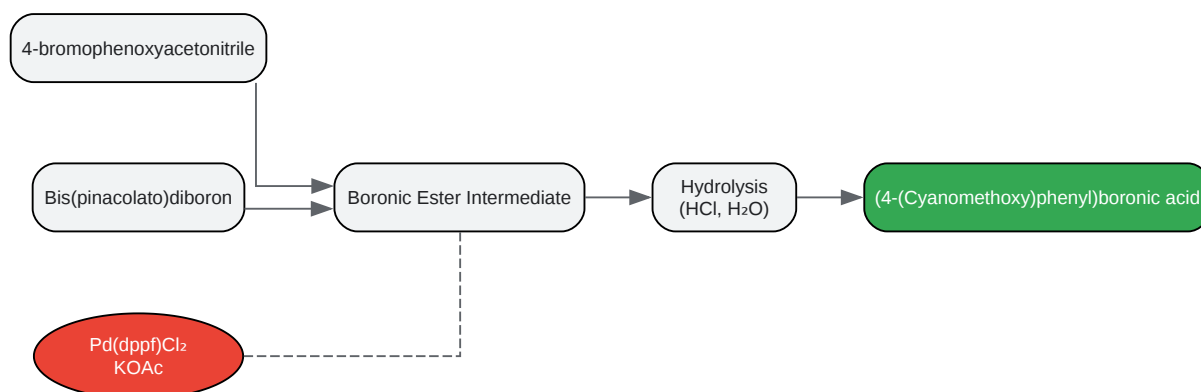 4-bromophenoxyacetonitrile
Bis(pinacolato)diboron
Boronic Ester Intermediate
Hydrolysis
(HCl, H₂O)
(4-(Cyanomethoxy)phenyl)boronic acid
Pd(dppf)Cl₂
KOAc